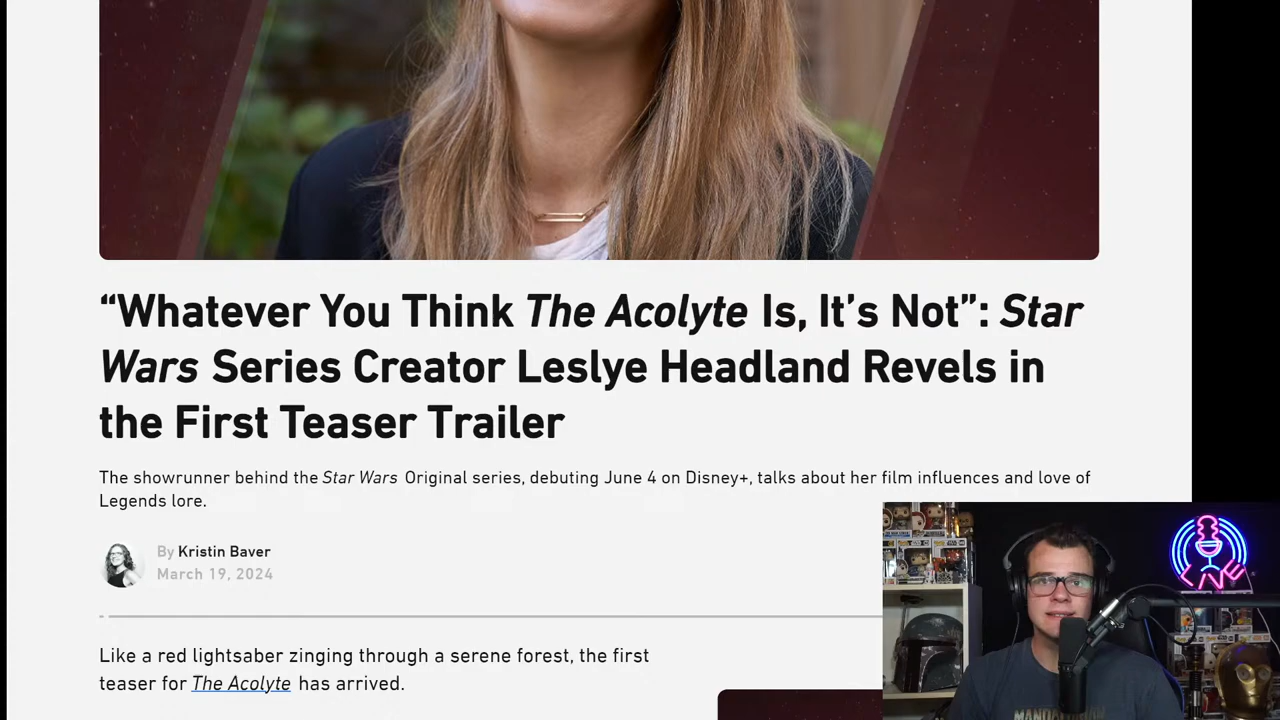 “Whatever You Think The Acolyte Is, It’s Not”: Star
Wars Series Creator Leslye Headland Revels in
the First Teaser Trailer
The showrunner behind the Star Wars Original series, debuting June 4 on Disney+, talks about her film influences and love of
Legends lore.
By Kristin Baver
March 19, 2024
Like a red lightsaber zinging through a serene forest, the first
teaser for The Acolyte has arrived.
LIVE
MANDALORIAN